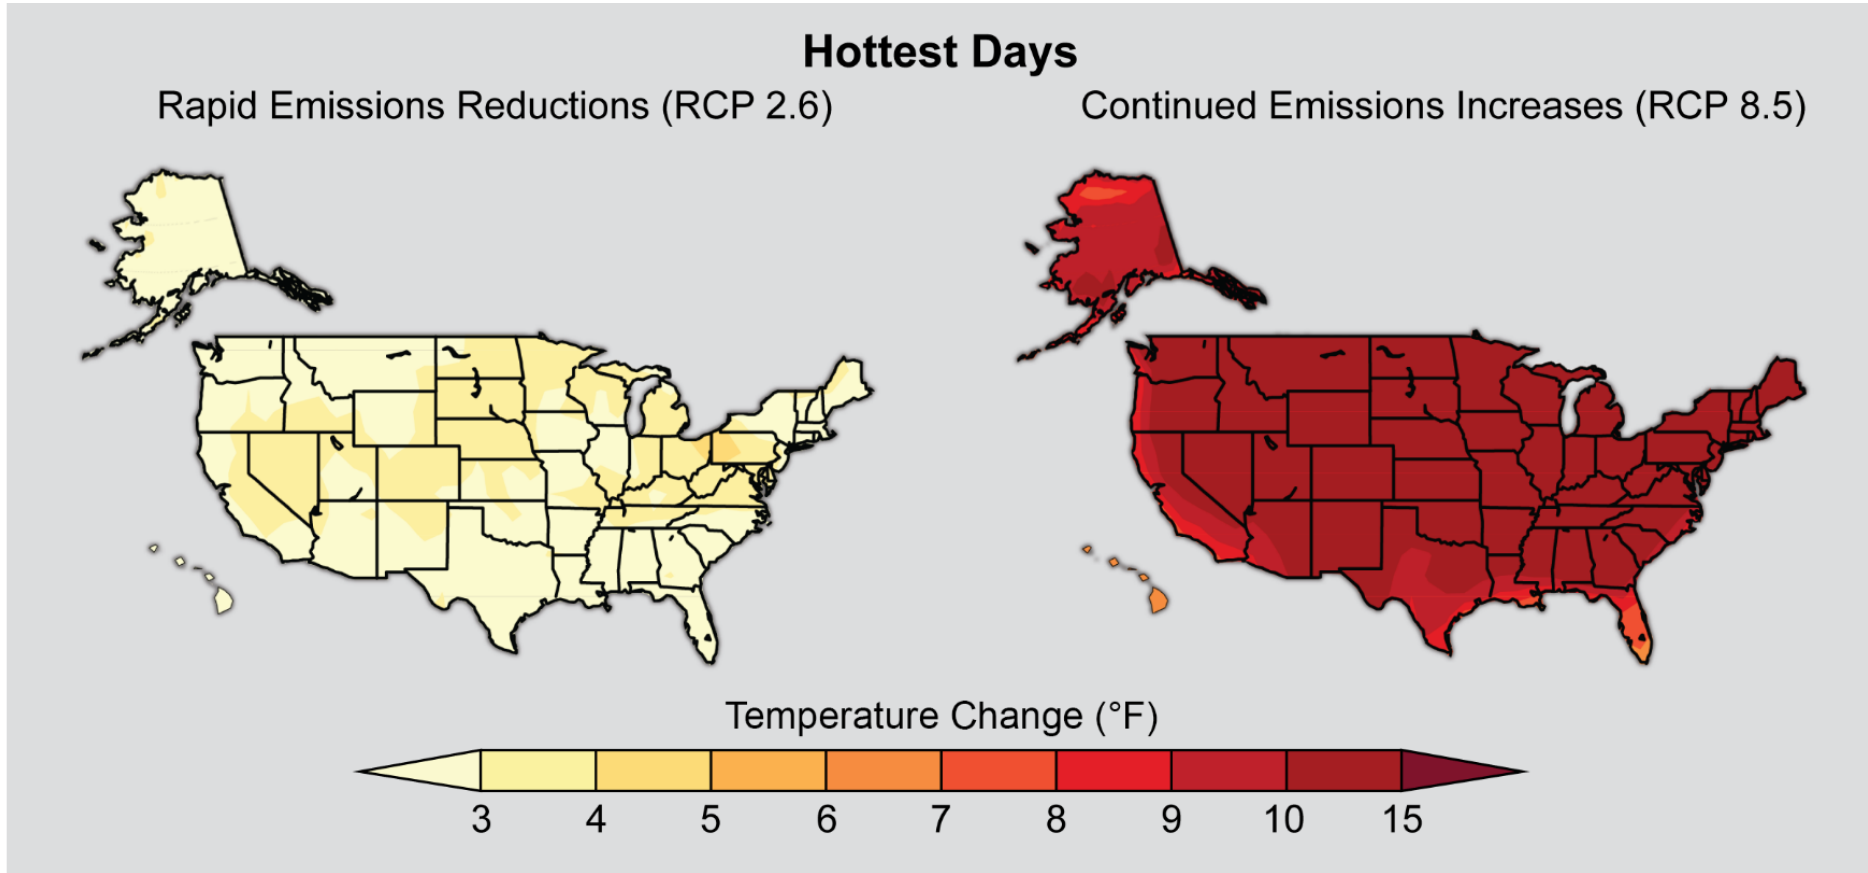 Hottest Days
Rapid Emissions Reductions (RCP 2.6)
Continued Emissions Increases (RCP 8.5)
Temperature Change (°F)
3 4 5 6 7 8 9 10 15